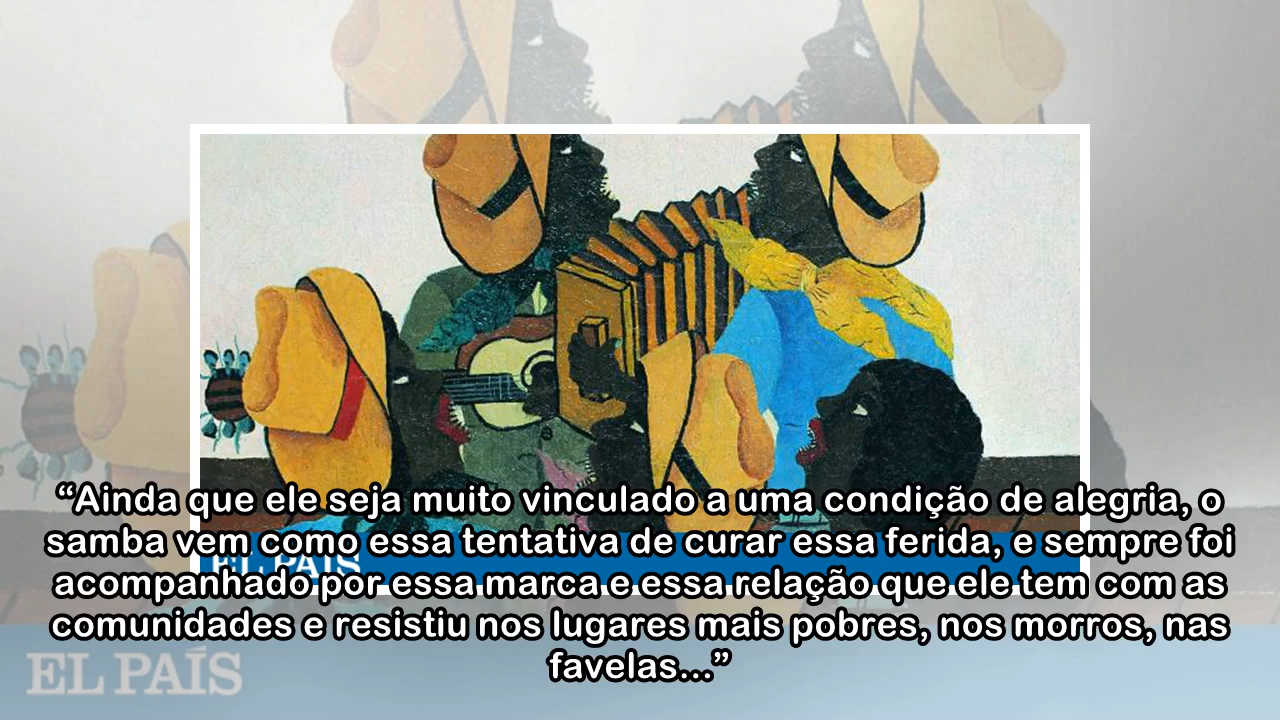 “Ainda que ele seja muito vinculado a uma condição de alegria, o
samba vem como essa tentativa de curar essa ferida, e sempre foi
acompanhado por essa marca e essa relação que ele tem com as
comunidades e resistiu nos lugares mais pobres, nos morros, nas
favelas...”
EL PAÍS
EL PAÍS